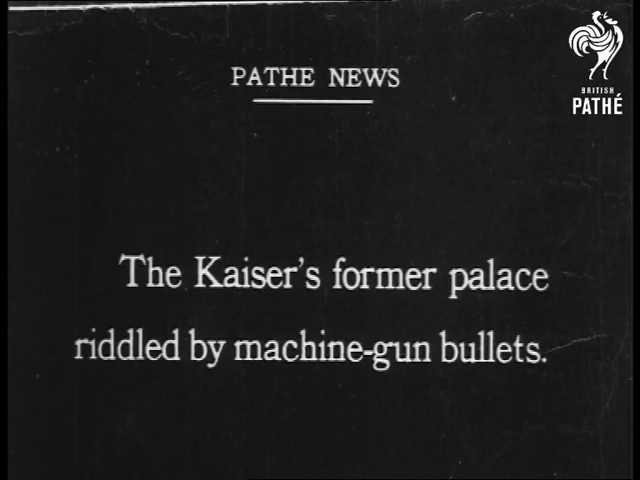 PATHE NEWS
BRITISH
PATHÉ
The Kaiser's former palace
riddled by machine-gun bullets.